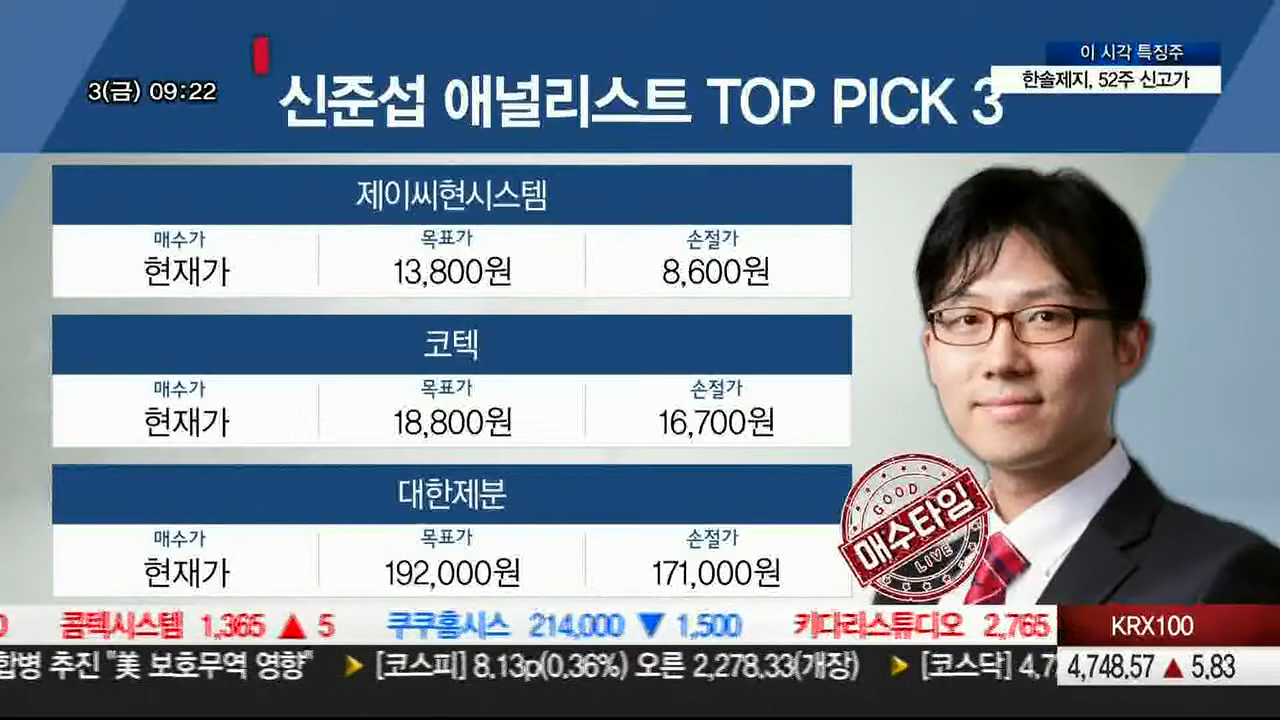 3(금) 09:22
신준섭 애널리스트 TOP PICK 3
이 시각 특징주
한솔제지, 52주 신고가
제이씨현시스템
매수가 목표가 손절가
현재가 13,800원 8,600원
코텍
매수가 목표가 손절가
현재가 18,800원 16,700원
대한제분
매수가 목표가 손절가
현재가 192,000원 171,000원
GOOD
매수타임
LIVE
0 콤텍시스템 1,365 ▲ 5 쿠쿠홈시스 214,000 ▼ 1,500 키다리스튜디오 2,765
KRX100
합병 추진 "美 보호무역 영향" ▶ [코스피] 8.13p(0.36%) 오른 2,278.33(개장) ▶ [코스닥] 4.7
4,748.57 ▲ 5.83